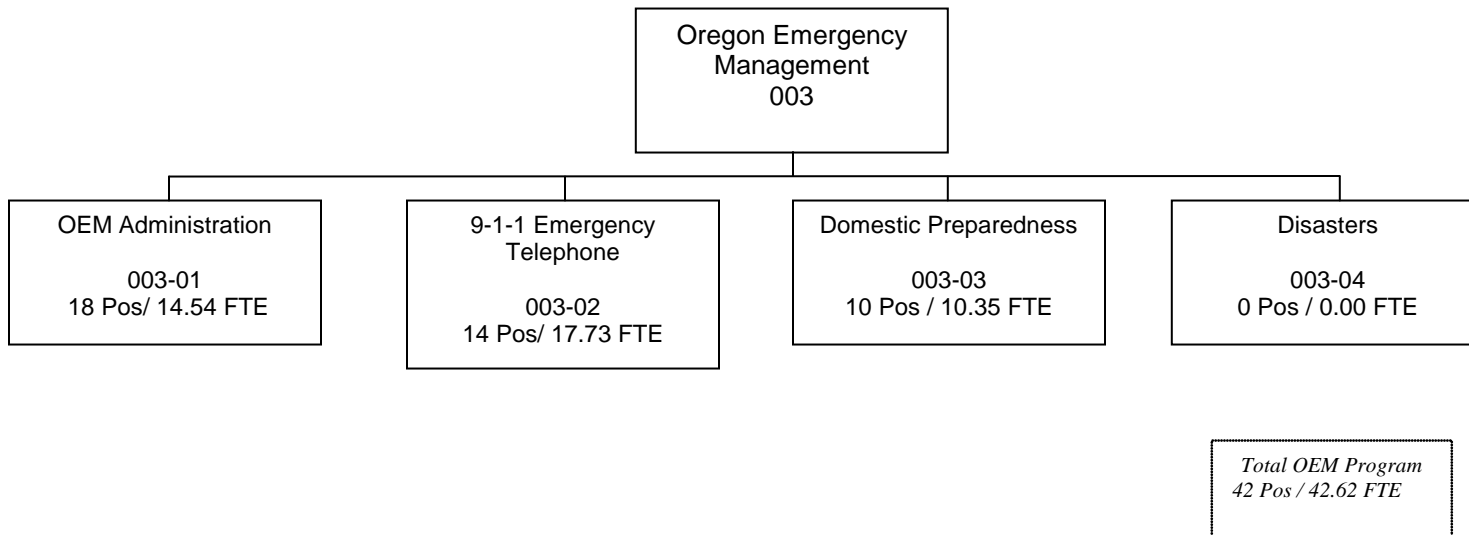 Oregon Emergency
Management
003
OEM Administration
003-01
18 Pos/ 14.54 FTE
9-1-1 Emergency
Telephone
003-02
14 Pos/ 17.73 FTE
Domestic Preparedness
003-03
10 Pos / 10.35 FTE
Disasters
003-04
0 Pos / 0.00 FTE
Total OEM Program
42 Pos / 42.62 FTE